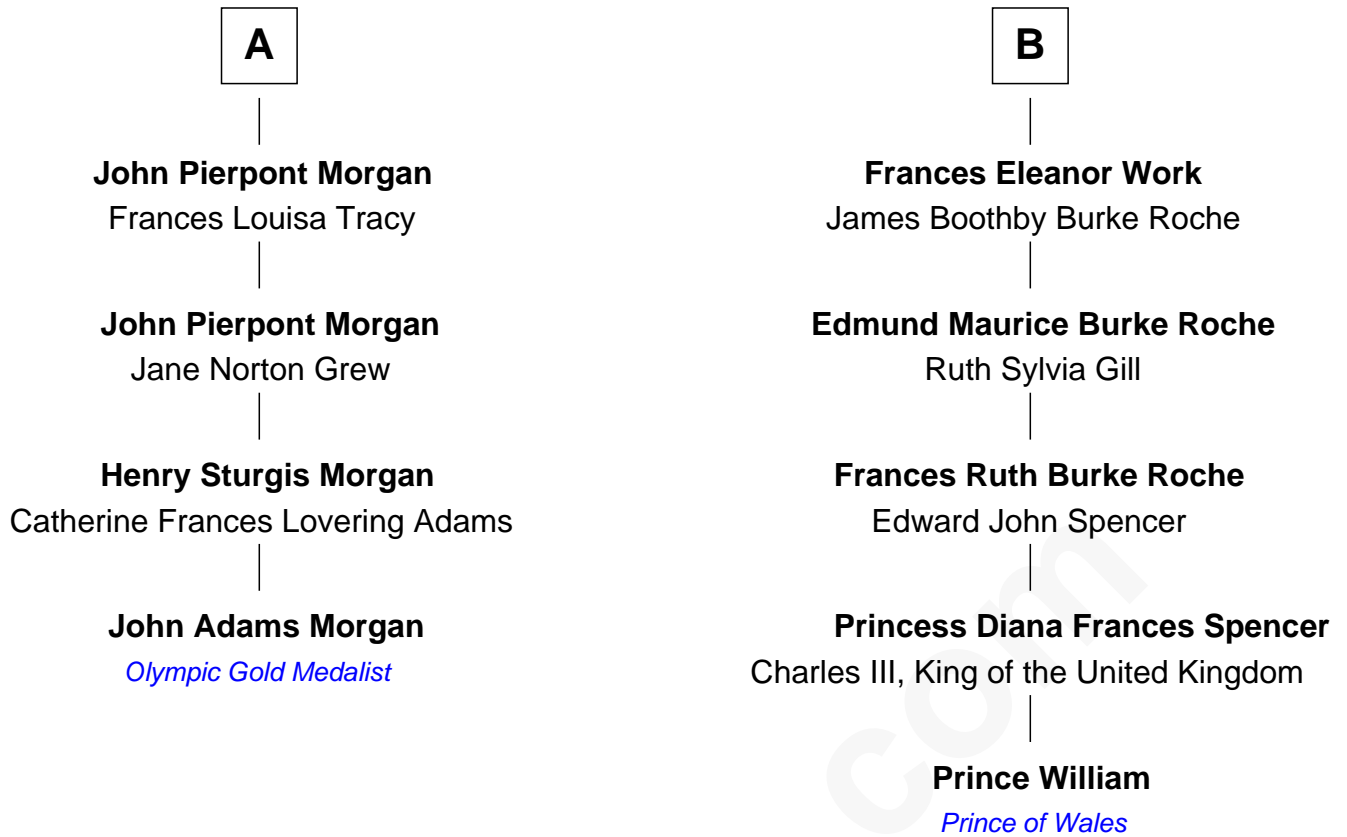 A
John Pierpont Morgan
Frances Louisa Tracy
John Pierpont Morgan
Jane Norton Grew
Henry Sturgis Morgan
Catherine Frances Lovering Adams
John Adams Morgan
Olympic Gold Medalist
B
Frances Eleanor Work
James Boothby Burke Roche
Edmund Maurice Burke Roche
Ruth Sylvia Gill
Frances Ruth Burke Roche
Edward John Spencer
Princess Diana Frances Spencer
Charles III, King of the United Kingdom
Prince William
Prince of Wales
com